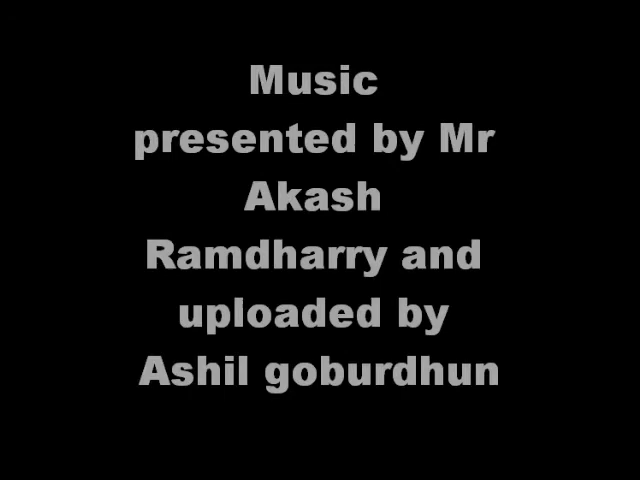 Music
presented by Mr
Akash
Ramdharry and
uploaded by
Ashil goburdhun